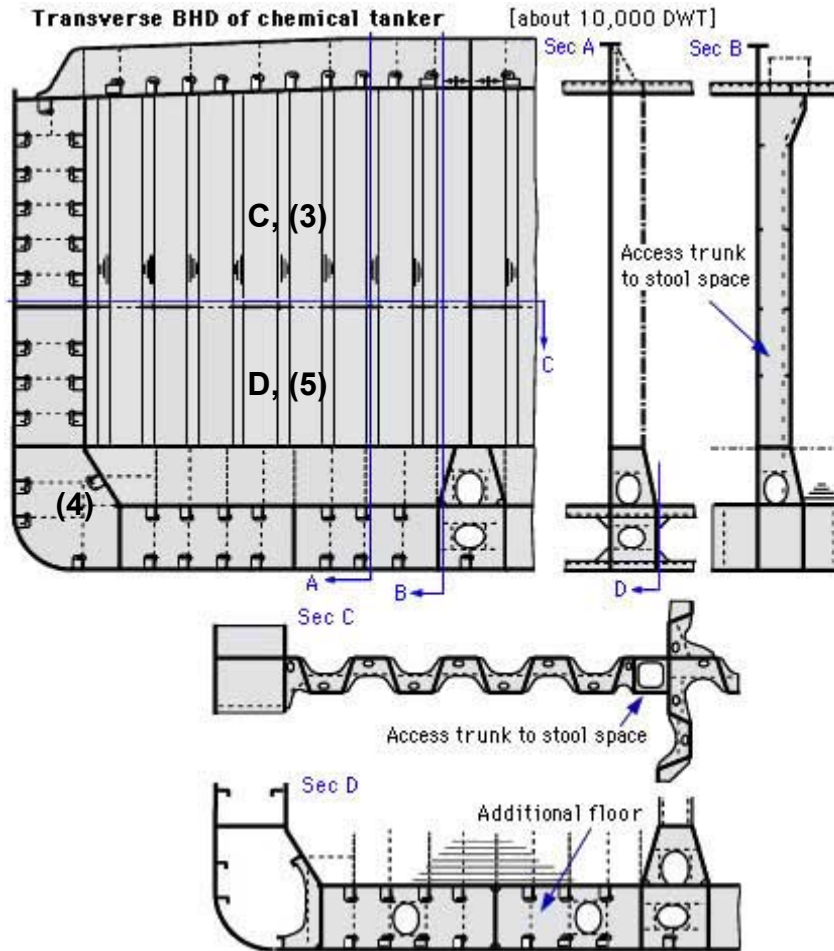 Transverse BHD of chemical tanker
[about 10,000 DWT]
Sec A
Sec B
C, (3)
Access trunk
to stool space
C
D, (5)
(4)
A
B
D
Sec C
Access trunk to stool space
Sec D
Additional floor